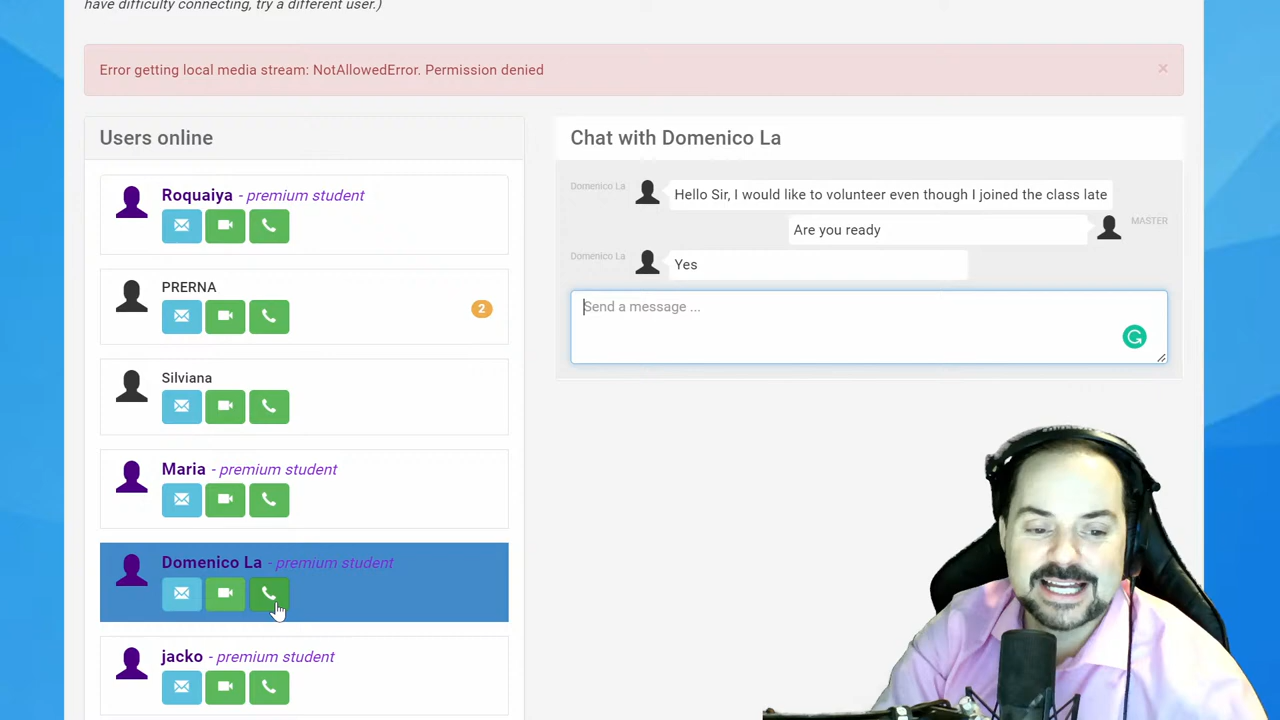 have difficulty connecting, try a different user.)
Error getting local media stream: NotAllowedError. Permission denied
×
Users online
Roquaiya - premium student
PRERNA
2
Silviana
Maria - premium student
Domenico La - premium student
jacko - premium student
Chat with Domenico La
Domenico La
Hello Sir, I would like to volunteer even though I joined the class late
Are you ready
MASTER
Domenico La
Yes
Send a message ...